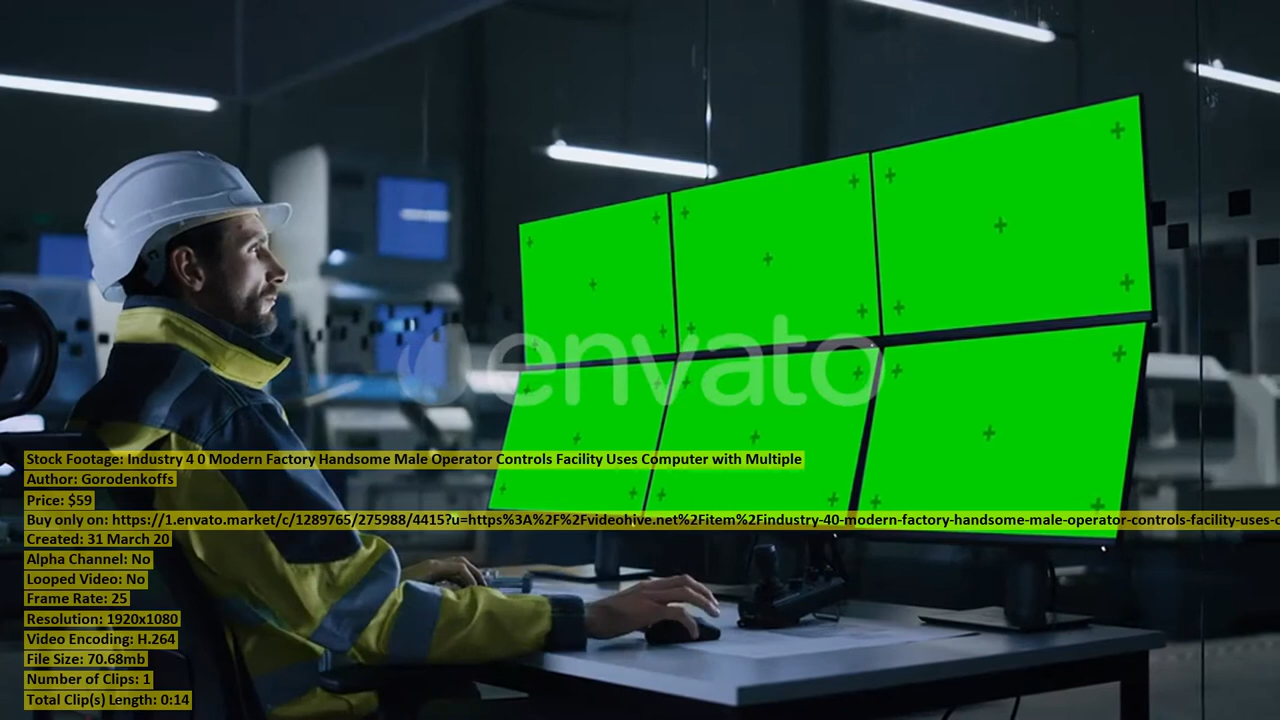 envato
Stock Footage: Industry 4 0 Modern Factory Handsome Male Operator Controls Facility Uses Computer with Multiple
Author: Gorodenkoffs
Price: $59
Buy only on: https://1.envato.market/c/1289765/275988/4415?u=https%3A%2F%2Fvideohive.net%2Fitem%2Findustry-40-modern-factory-handsome-male-operator-controls-facility-uses-c
Created: 31 March 20
Alpha Channel: No
Looped Video: No
Frame Rate: 25
Resolution: 1920x1080
Video Encoding: H.264
File Size: 70.68mb
Number of Clips: 1
Total Clip(s) Length: 0:14